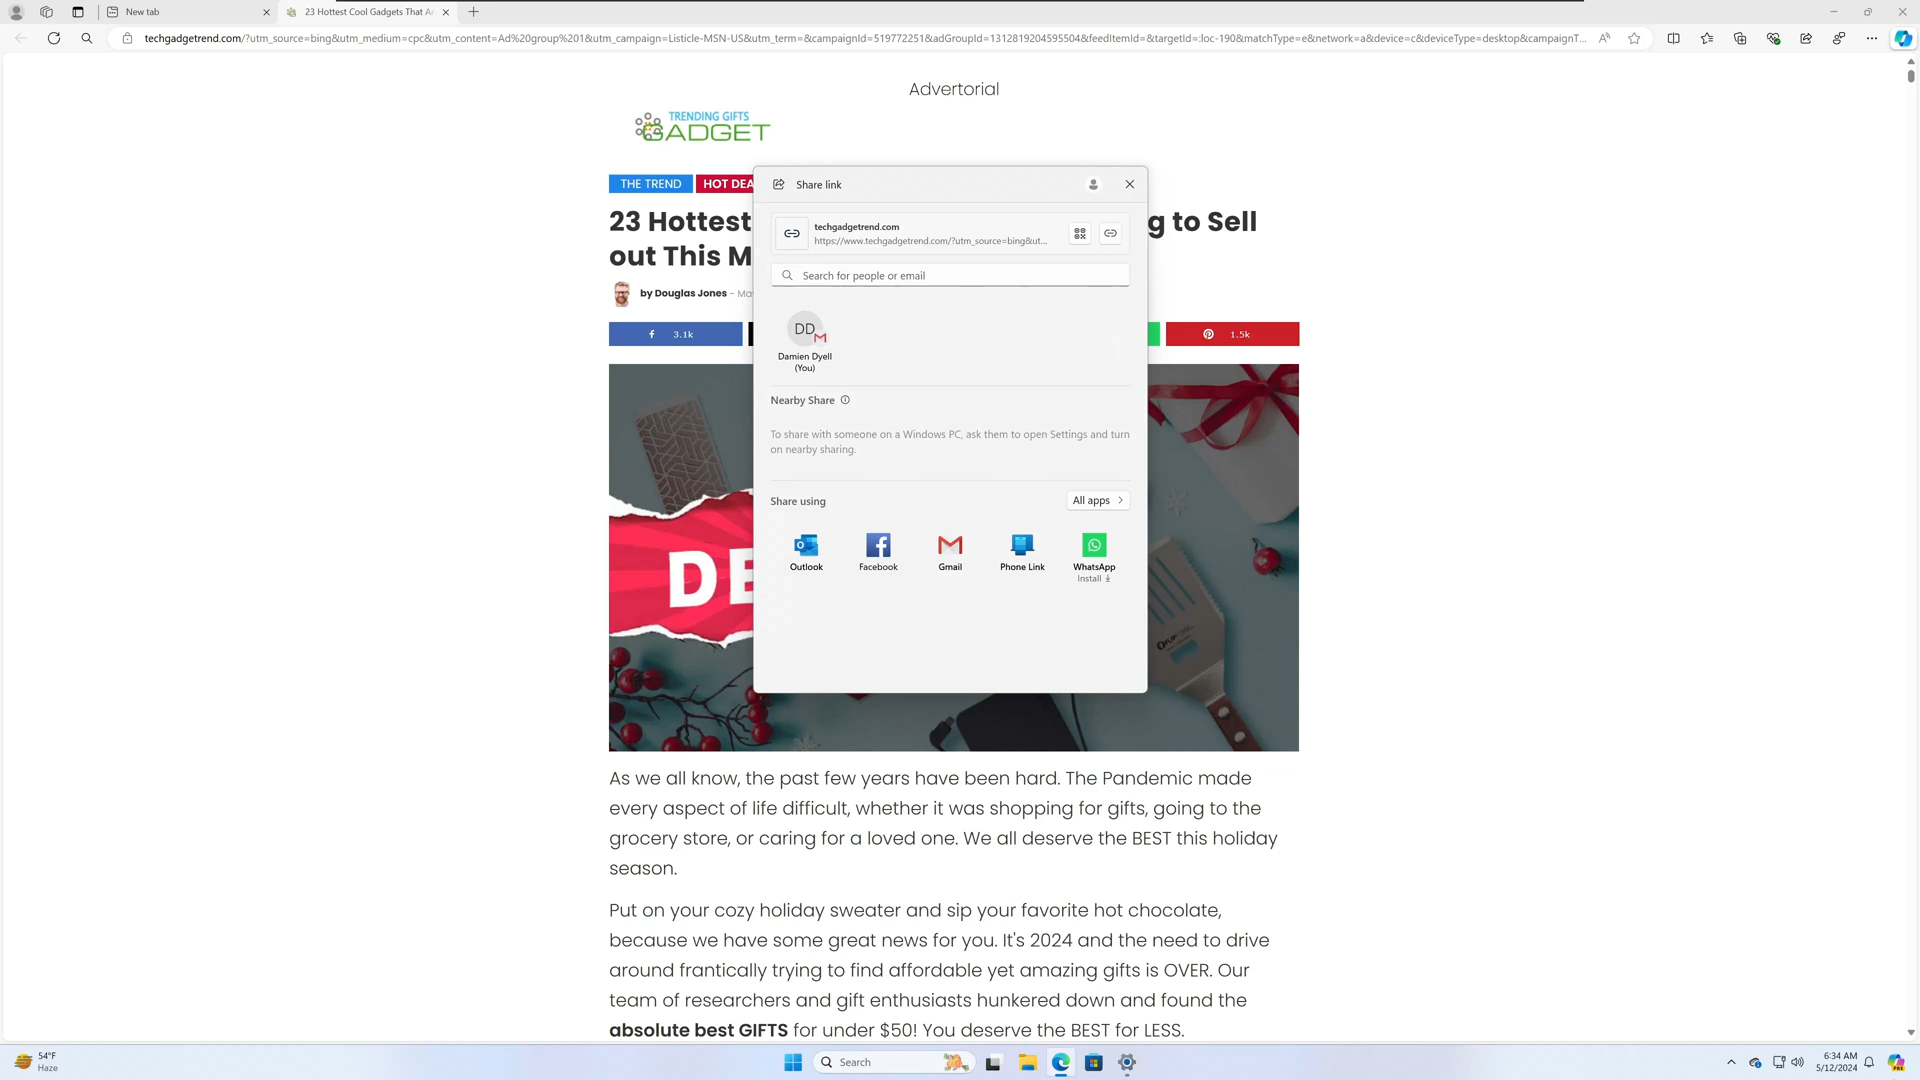 New tab
23 Hottest Cool Gadgets That Ar
techgadgetrend.com/?utm_source=bing&utm_medium=cpc&utm_content=Ad%20group%201&utm_campaign=Listicle-MSN-US&utm_term=&campaignId=519772251&adGroupId=1312819204595504&feedItemId=&targetId=:loc-190&matchType=e&network=a&device=c&deviceType=desktop&campaignT...
Advertorial
TRENDING GIFTS
GADGET
THE TREND
HOT DEA
23 Hottest
g to Sell
out This M
by Douglas Jones - Ma
3.1k
1.5k
Share link
techgadgetrend.com
https://www.techgadgetrend.com/?utm_source=bing&ut...
Search for people or email
DD
Damien Dyell
(You)
Nearby Share
To share with someone on a Windows PC, ask them to open Settings and turn
on nearby sharing.
Share using
All apps
Outlook
Facebook
Gmail
Phone Link
WhatsApp
Install
DE
As we all know, the past few years have been hard. The Pandemic made
every aspect of life difficult, whether it was shopping for gifts, going to the
grocery store, or caring for a loved one. We all deserve the BEST this holiday
season.
Put on your cozy holiday sweater and sip your favorite hot chocolate,
because we have some great news for you. It's 2024 and the need to drive
around frantically trying to find affordable yet amazing gifts is OVER. Our
team of researchers and gift enthusiasts hunkered down and found the
absolute best GIFTS for under $50! You deserve the BEST for LESS.
54°F
Haze
Search
6:34 AM
5/12/2024
PRE